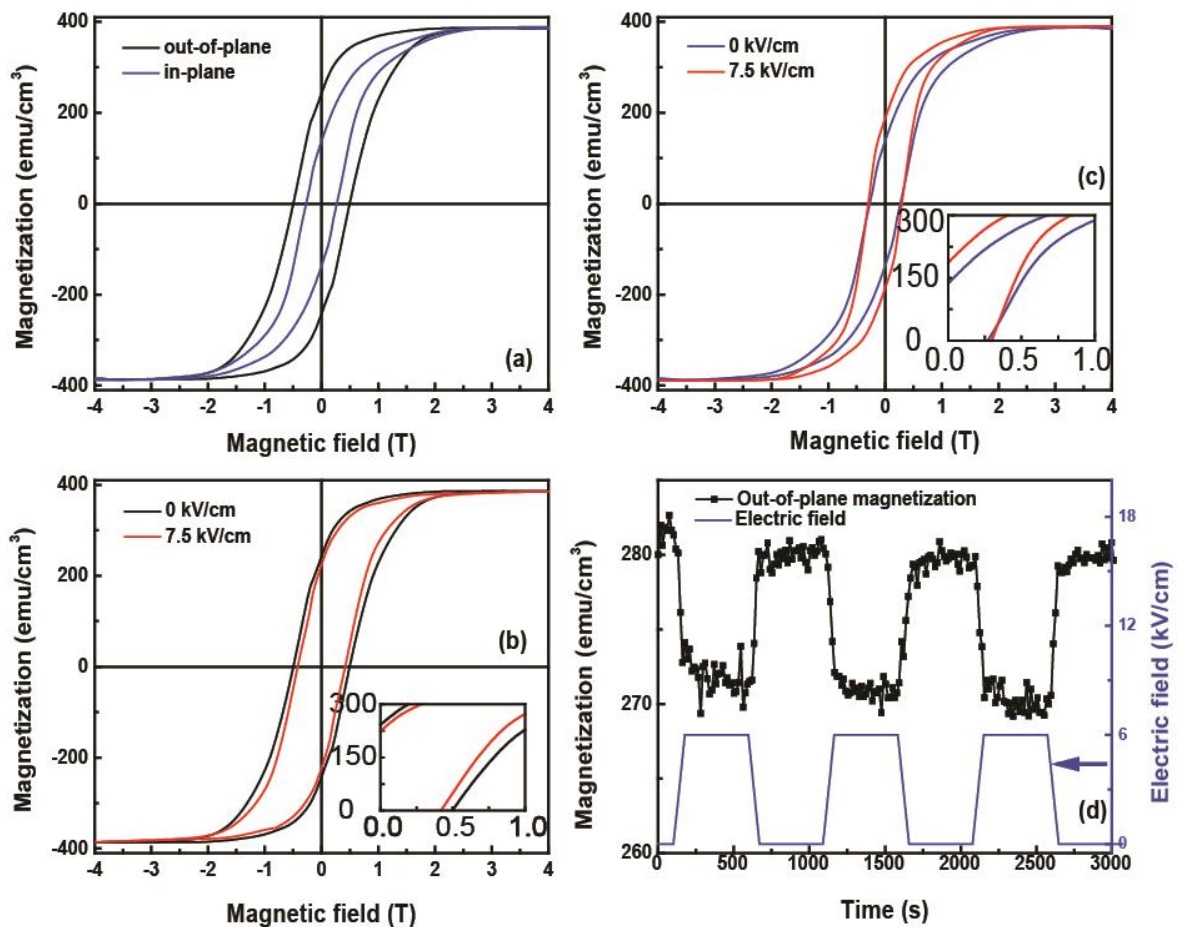 400
200
0
-200
-400
Magnetization (emu/cm³)
out-of-plane
in-plane
(a)
-4 -3 -2 -1 0 1 2 3 4
Magnetic field (T)
400
200
0
-200
-400
Magnetization (emu/cm³)
0 kV/cm
7.5 kV/cm
(c)
300
150
0
0.0 0.5 1.0
-4 -3 -2 -1 0 1 2 3 4
Magnetic field (T)
400
200
0
-200
-400
Magnetization (emu/cm³)
0 kV/cm
7.5 kV/cm
(b)
300
150
0
0.0 0.5 1.0
-4 -3 -2 -1 0 1 2 3 4
Magnetic field (T)
280
270
260
Magnetization (emu/cm³)
Out-of-plane magnetization
Electric field
18
12
6
0
Electric field (kV/cm)
(d)
0 500 1000 1500 2000 2500 3000
Time (s)